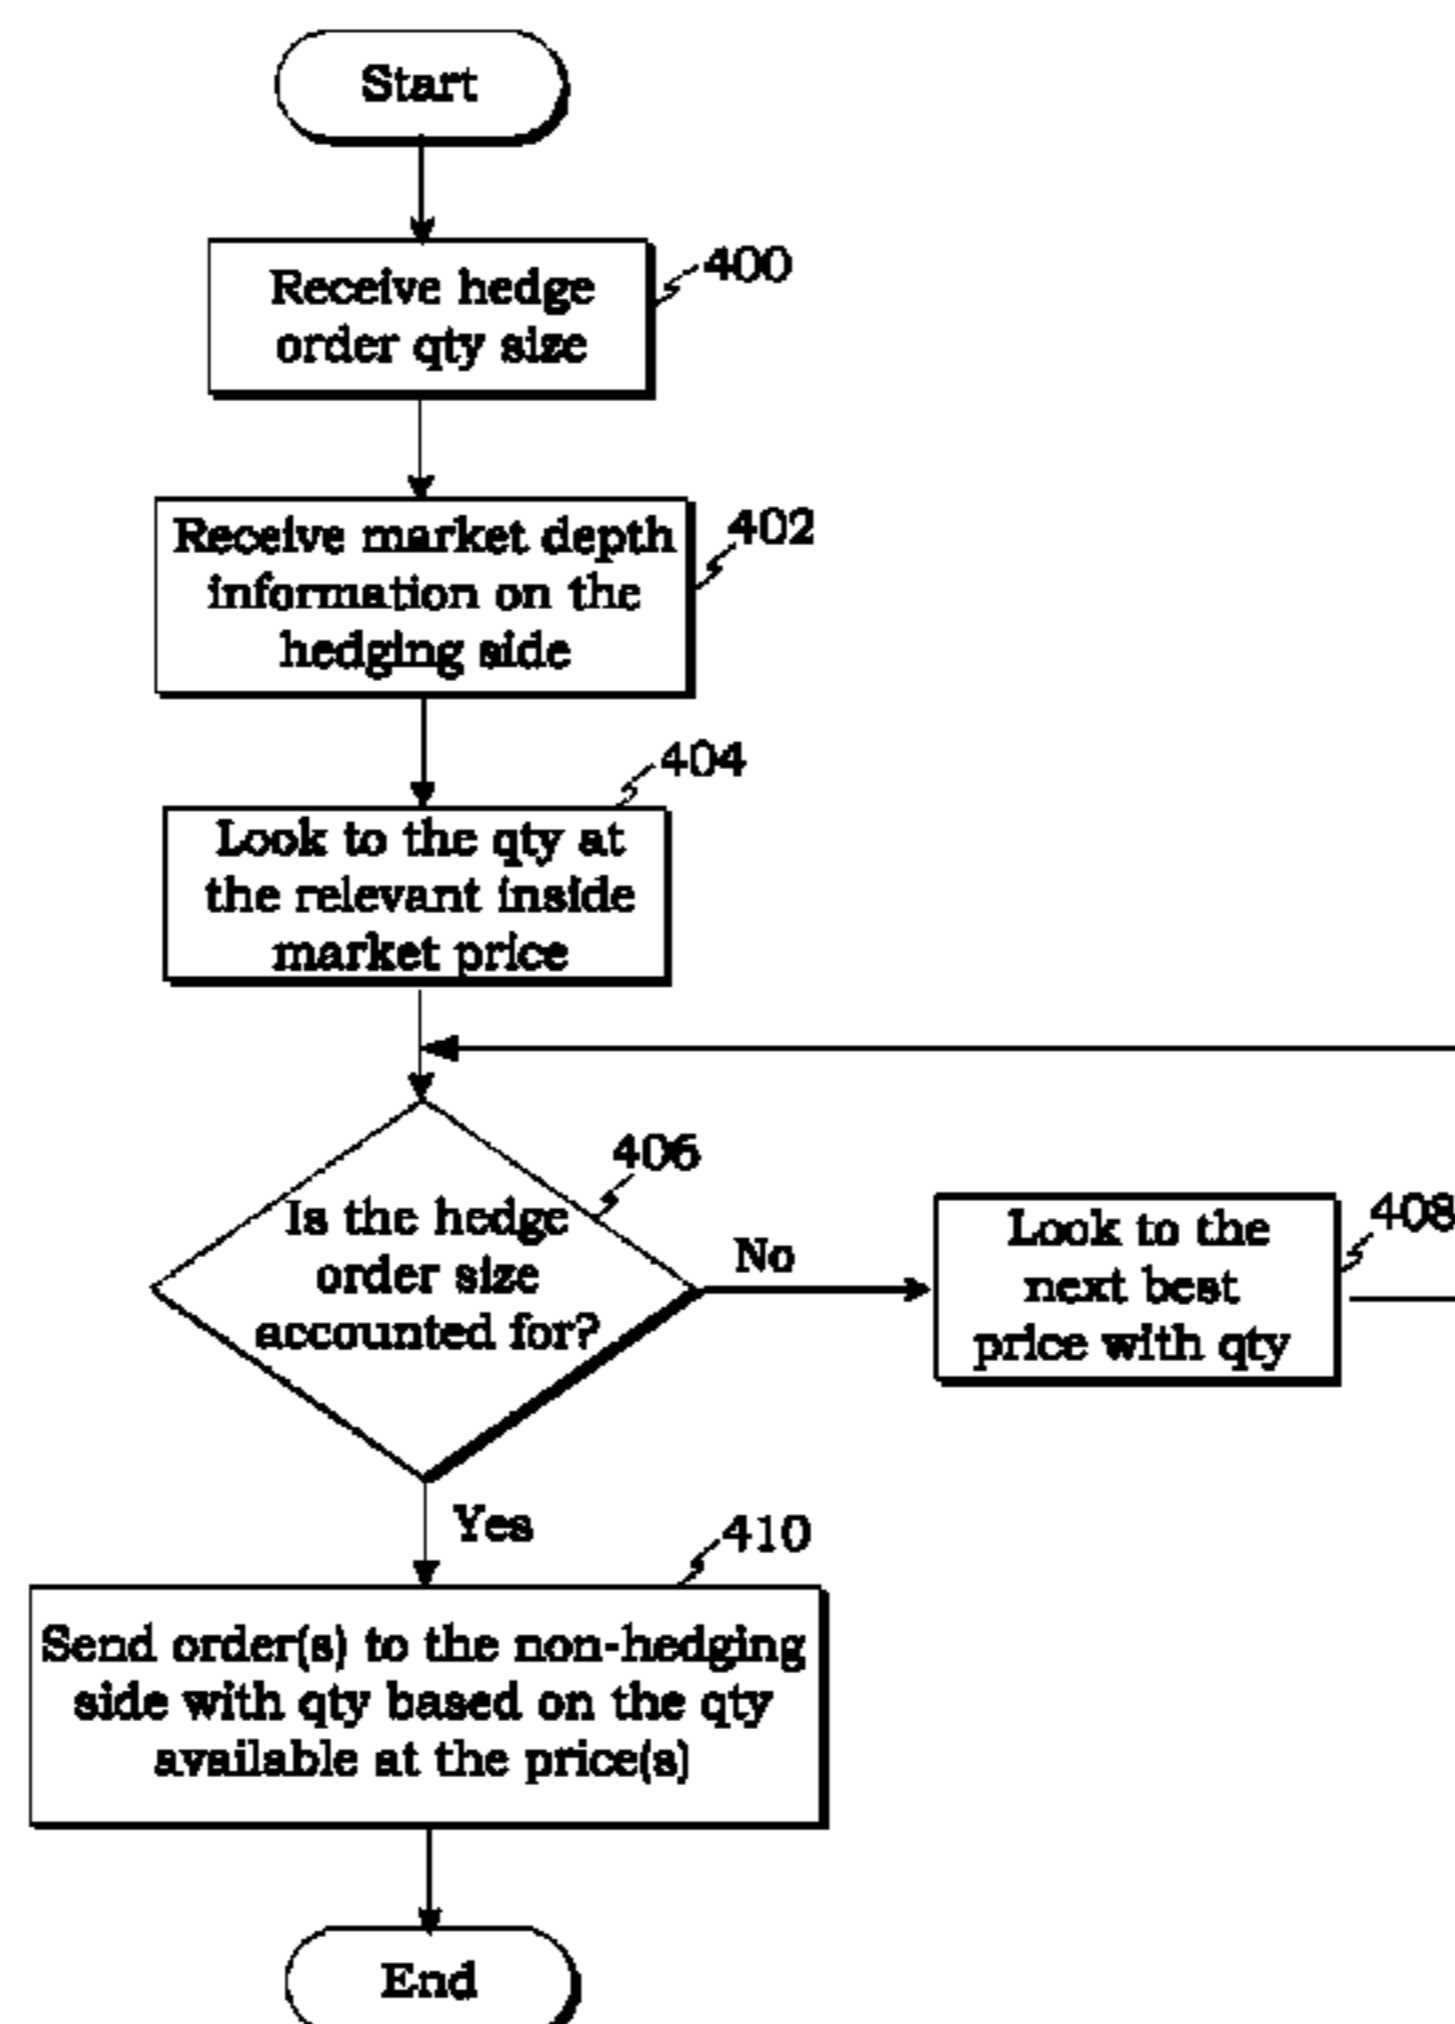 Start
Receive hedge
order qty size
400
Receive market depth
information on the
hedging side
402
404
Look to the qty at
the relevant inside
market price
406
Is the hedge
order size
accounted for?
No
Look to the
next best
price with qty
408
Yes
410
Send order(s) to the non-hedging
side with qty based on the qty
available at the price(s)
End